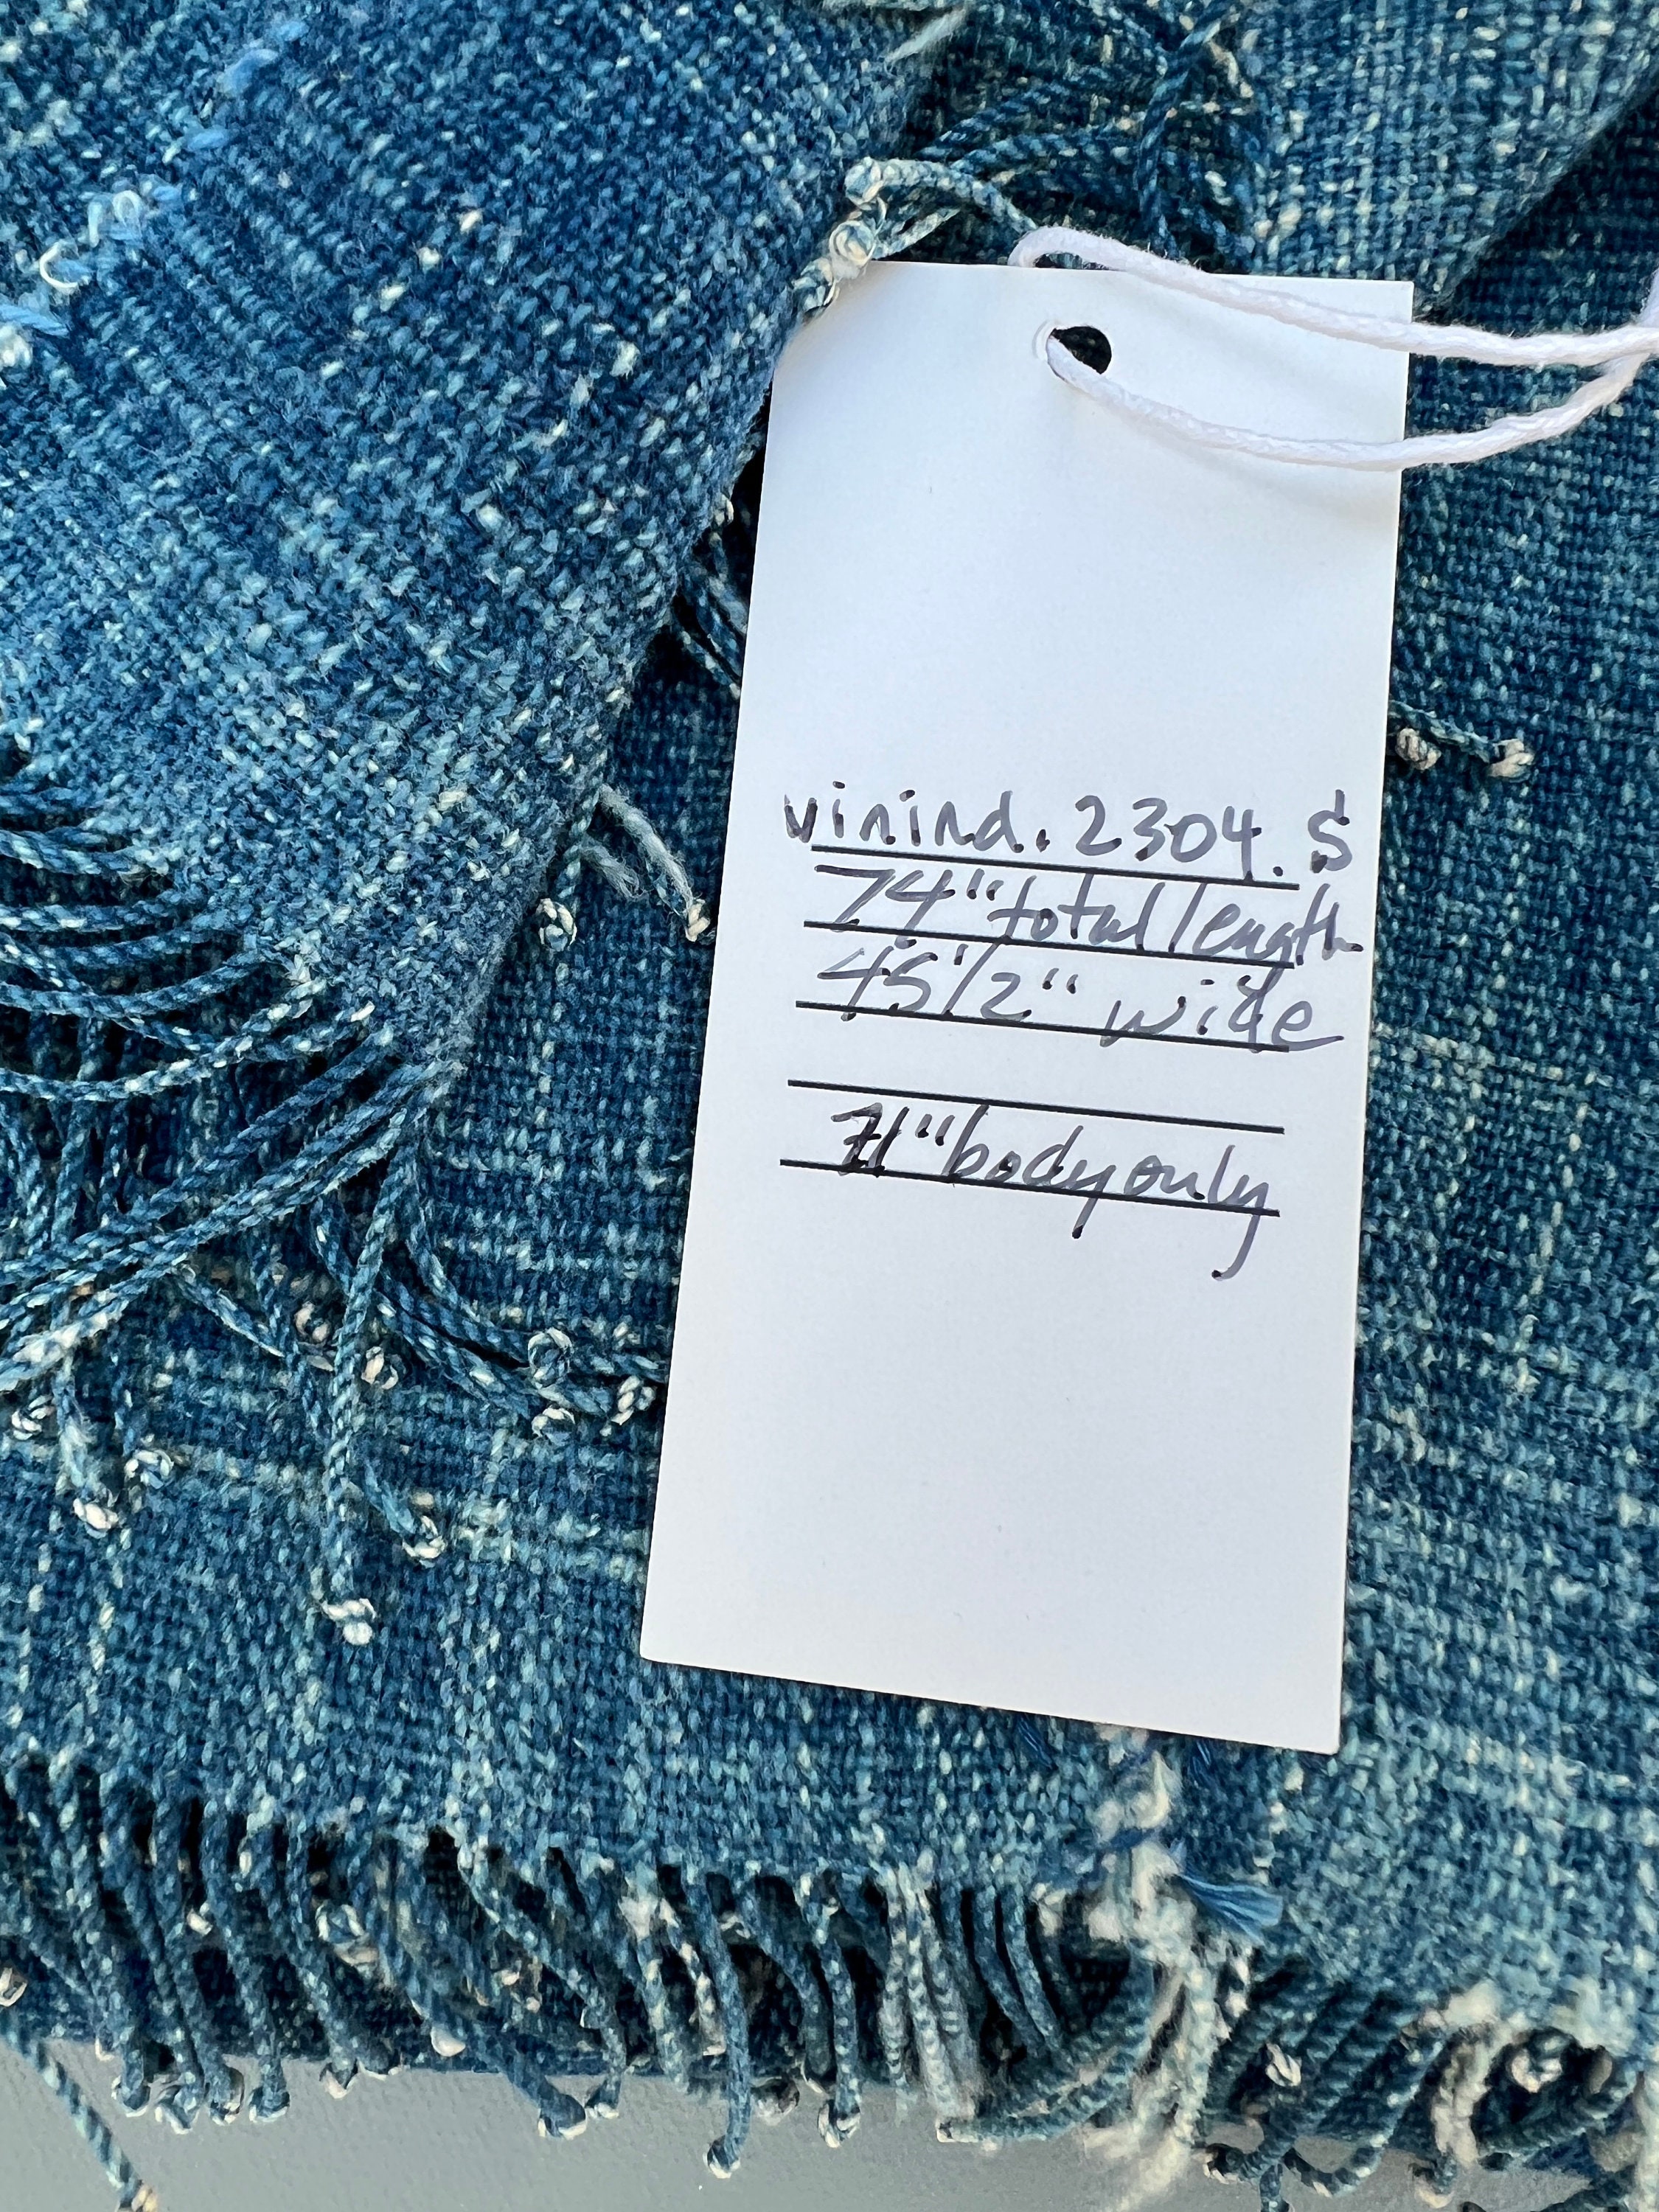 vinind. 2304. S
74" total length
45 1/2" wide
71" body only